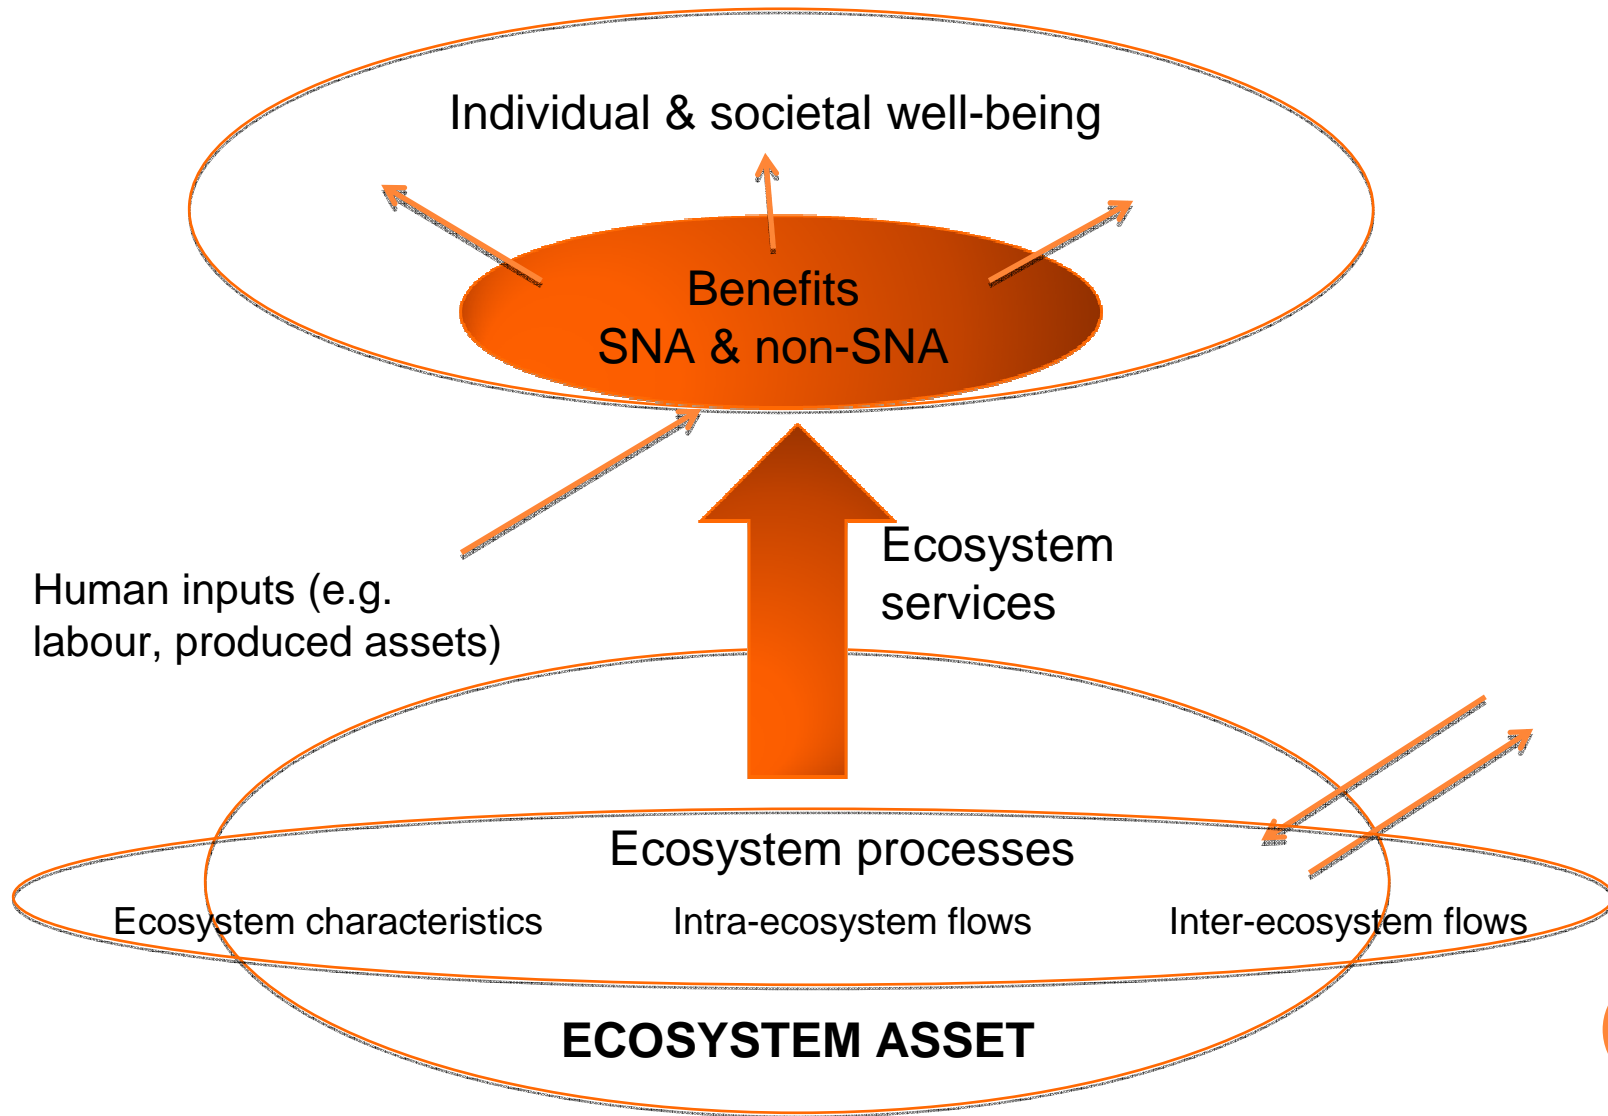 Individual & societal well-being
Benefits
SNA & non-SNA
Ecosystem
services
Human inputs (e.g.
labour, produced assets)
Ecosystem processes
Ecosystem characteristics
Intra-ecosystem flows
Inter-ecosystem flows
ECOSYSTEM ASSET